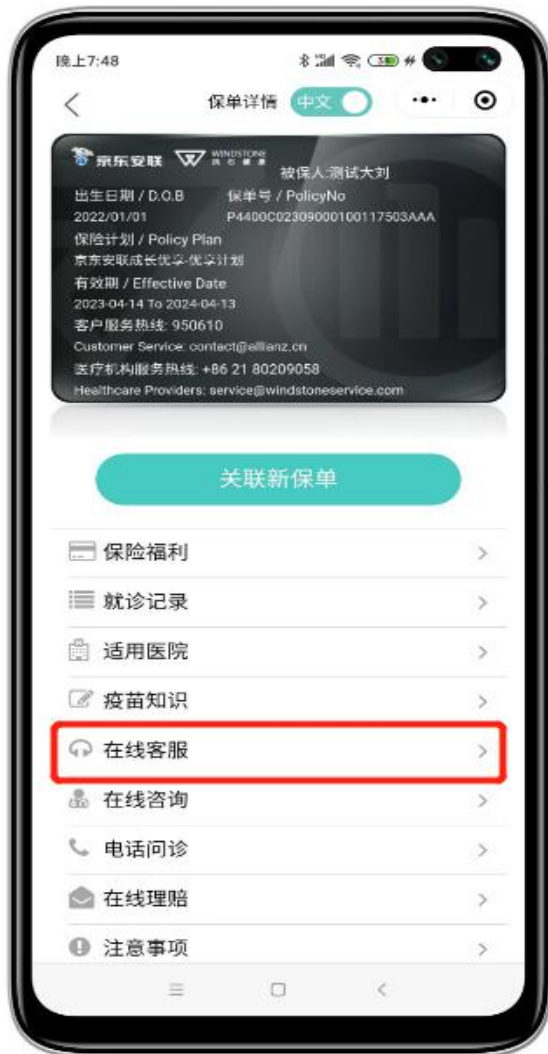 晚上7:48
保单详情 中文
京东安联 WINDSTONE
被保人:测试大刘
出生日期 / D.O.B 保单号 / PolicyNo
2022/01/01 P4400C02309000100117503AAA
保险计划 / Policy Plan
京东安联成长优享-优享计划
有效期 / Effective Date
2023-04-14 To 2024-04-13
客户服务热线: 950610
Customer Service: contact@allianz.cn
医疗机构服务热线: +86 21 80209058
Healthcare Providers: service@windstoneservice.com
关联新保单
保险福利
就诊记录
适用医院
疫苗知识
在线客服
在线咨询
电话问诊
在线理赔
注意事项